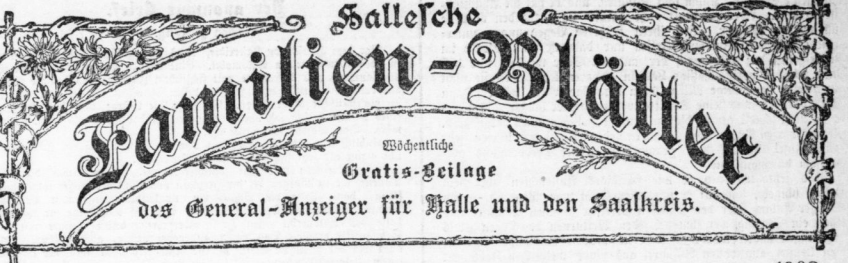 Hallesche
Familien-Blätter
Wöchentliche
Gratis-Beilage
des General-Anzeiger für Halle und den Saalkreis.